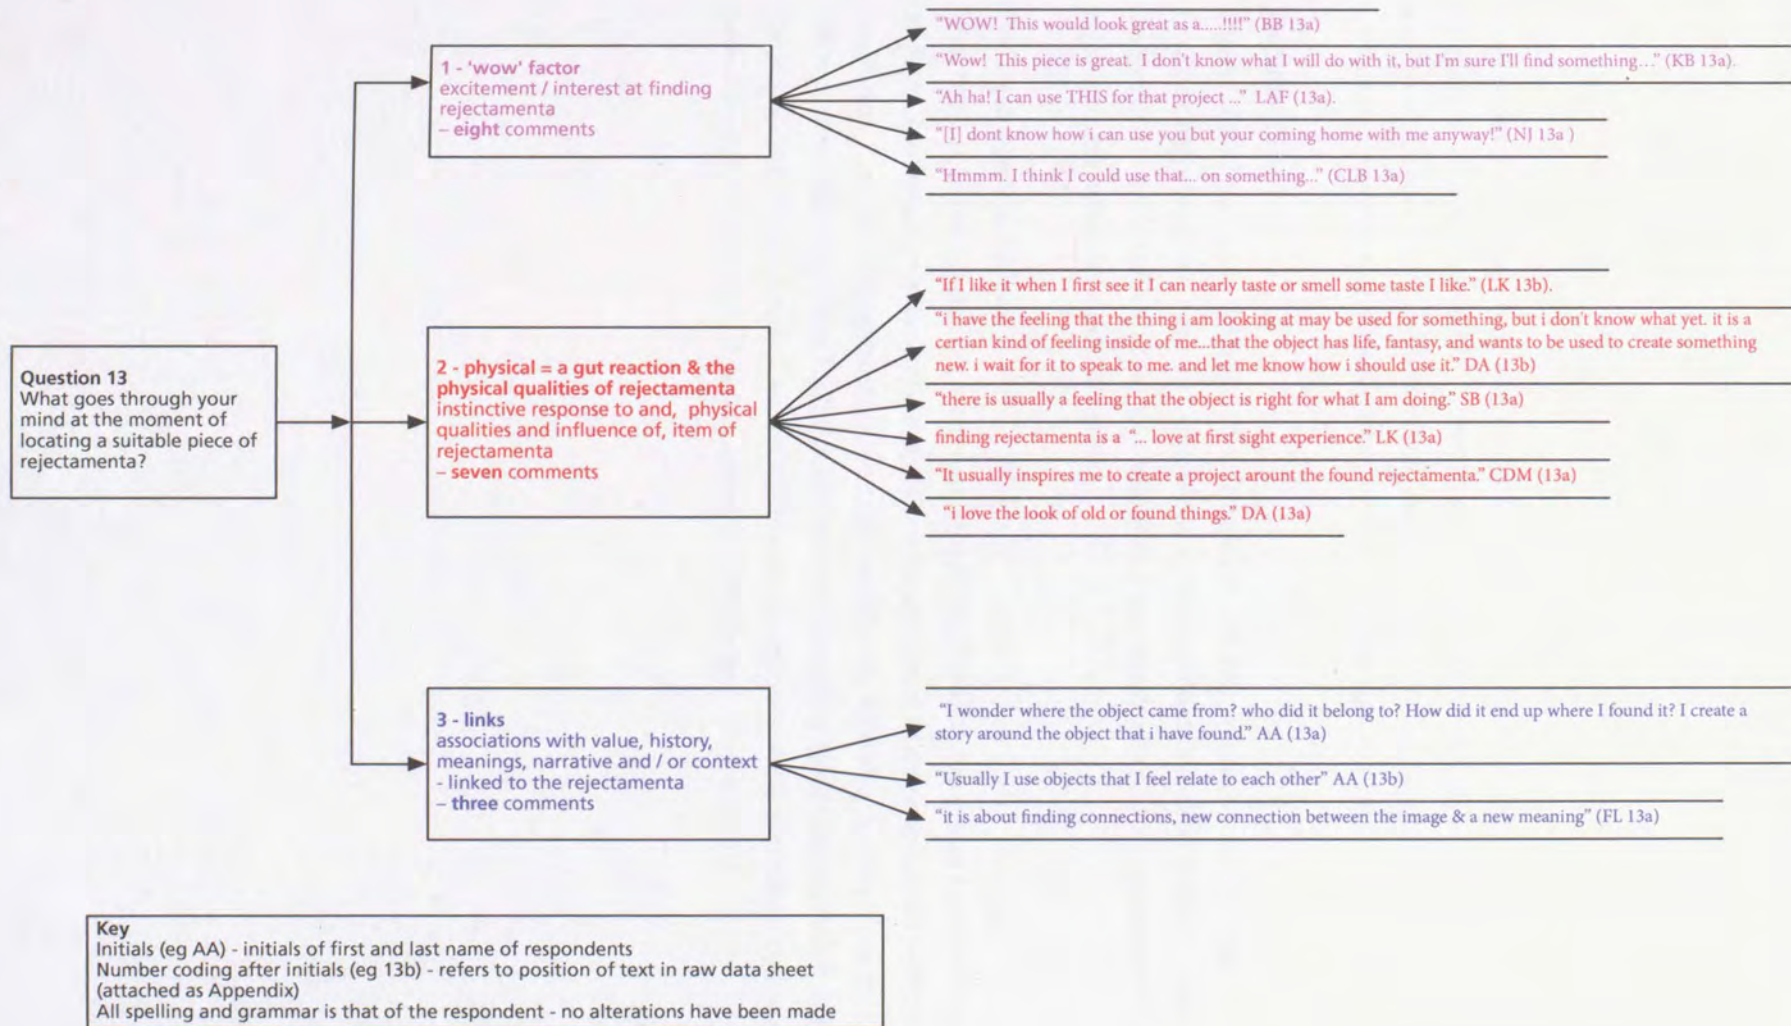 Question 13
What goes through your
mind at the moment of
locating a suitable piece of
rejectamenta?
1 - 'wow' factor
excitement / interest at finding
rejectamenta
– eight comments
"WOW! This would look great as a.....!!!!" (BB 13a)
"Wow! This piece is great. I don't know what I will do with it, but I'm sure I'll find something..." (KB 13a).
"Ah ha! I can use THIS for that project ..." LAF (13a).
"[I] dont know how i can use you but your coming home with me anyway!" (NJ 13a )
"Hmmm. I think I could use that... on something..." (CLB 13a)
2 - physical = a gut reaction & the
physical qualities of rejectamenta
instinctive response to and, physical
qualities and influence of, item of
rejectamenta
– seven comments
"If I like it when I first see it I can nearly taste or smell some taste I like." (LK 13b).
"i have the feeling that the thing i am looking at may be used for something, but i don't know what yet. it is a
certian kind of feeling inside of me...that the object has life, fantasy, and wants to be used to create something
new. i wait for it to speak to me. and let me know how i should use it." DA (13b)
"there is usually a feeling that the object is right for what I am doing." SB (13a)
finding rejectamenta is a "... love at first sight experience." LK (13a)
"It usually inspires me to create a project arount the found rejectamenta." CDM (13a)
"i love the look of old or found things." DA (13a)
3 - links
associations with value, history,
meanings, narrative and / or context
- linked to the rejectamenta
– three comments
"I wonder where the object came from? who did it belong to? How did it end up where I found it? I create a
story around the object that i have found." AA (13a)
"Usually I use objects that I feel relate to each other" AA (13b)
"it is about finding connections, new connection between the image & a new meaning" (FL 13a)
Key
Initials (eg AA) - initials of first and last name of respondents
Number coding after initials (eg 13b) - refers to position of text in raw data sheet
(attached as Appendix)
All spelling and grammar is that of the respondent - no alterations have been made